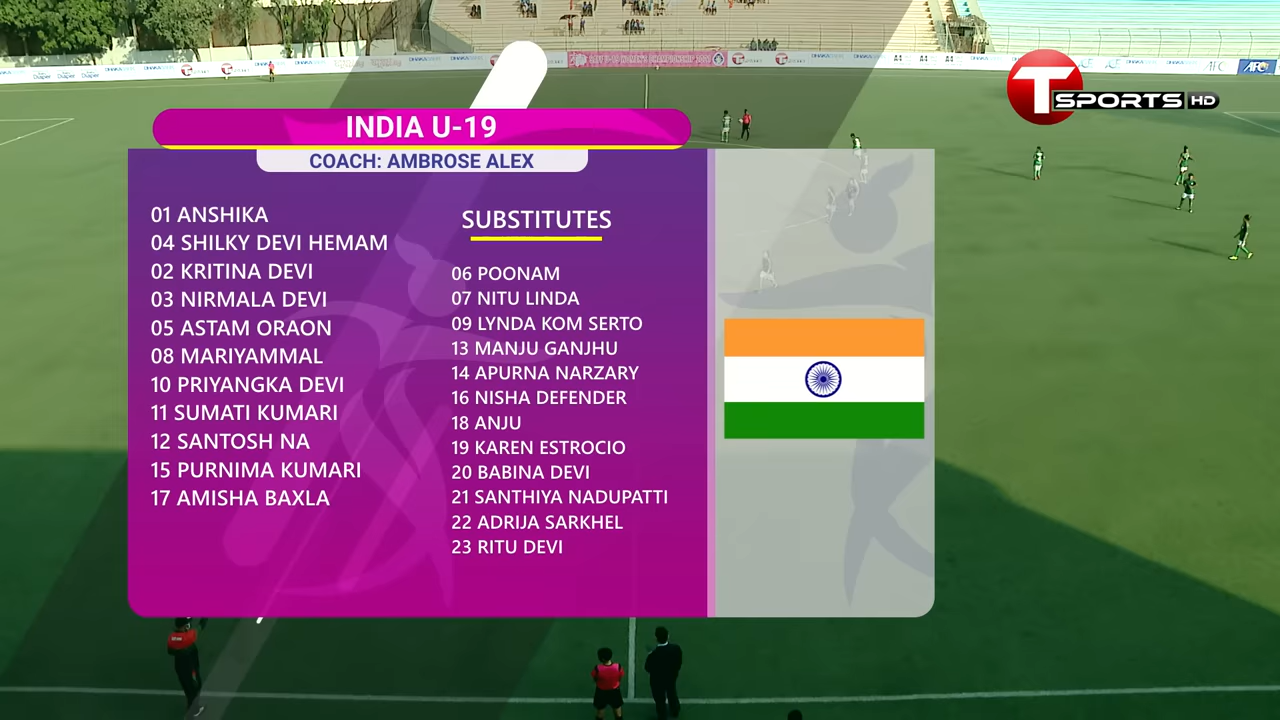 T SPORTS HD
INDIA U-19
COACH: AMBROSE ALEX
01 ANSHIKA
04 SHILKY DEVI HEMAM
02 KRITINA DEVI
03 NIRMALA DEVI
05 ASTAM ORAON
08 MARIYAMMAL
10 PRIYANGKA DEVI
11 SUMATI KUMARI
12 SANTOSH NA
15 PURNIMA KUMARI
17 AMISHA BAXLA
SUBSTITUTES
06 POONAM
07 NITU LINDA
09 LYNDA KOM SERTO
13 MANJU GANJHU
14 APURNA NARZARY
16 NISHA DEFENDER
18 ANJU
19 KAREN ESTROCIO
20 BABINA DEVI
21 SANTHIYA NADUPATTI
22 ADRIJA SARKHEL
23 RITU DEVI